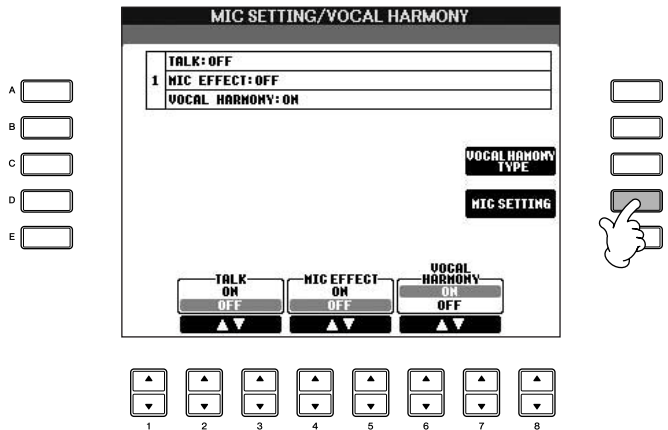 MIC SETTING/VOCAL HARMONY
TALK:OFF
1 MIC EFFECT:OFF
VOCAL HARMONY:ON
A
B
C
D
E
VOCAL HAMONY
TYPE
MIC SETTING
TALK
ON
OFF
MIC EFFECT
ON
OFF
VOCAL
HARMONY
ON
OFF
1 2 3 4 5 6 7 8